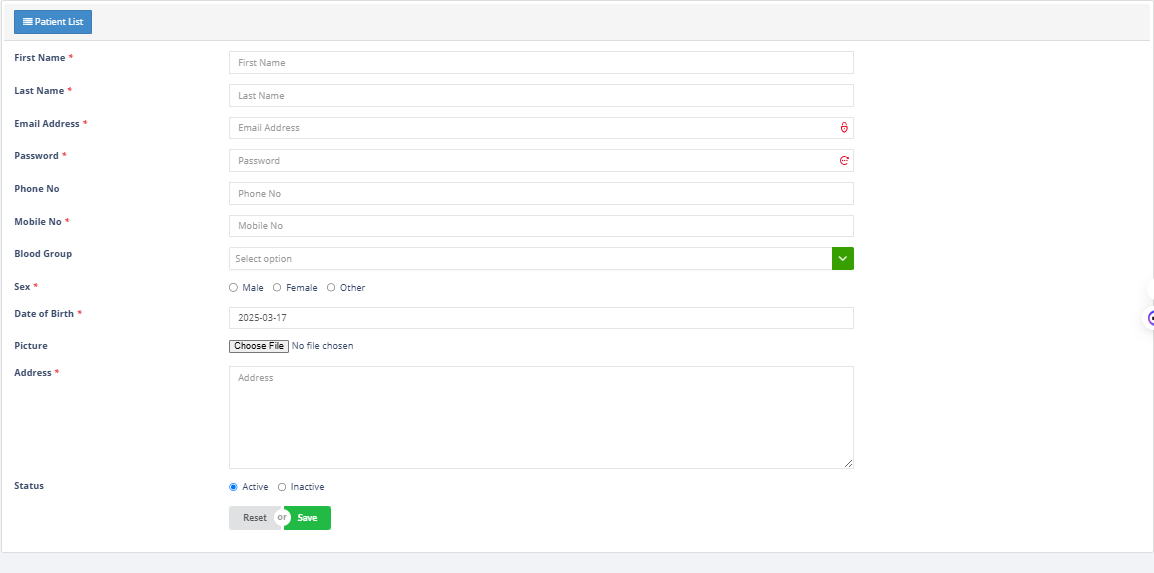 Patient List
First Name *
First Name
Last Name *
Last Name
Email Address *
Email Address
Password *
Password
Phone No
Phone No
Mobile No *
Mobile No
Blood Group
Select option
Sex *
Male Female Other
Date of Birth *
2025-03-17
Picture
Choose File No file chosen
Address *
Address
Status
Active Inactive
Reset or Save